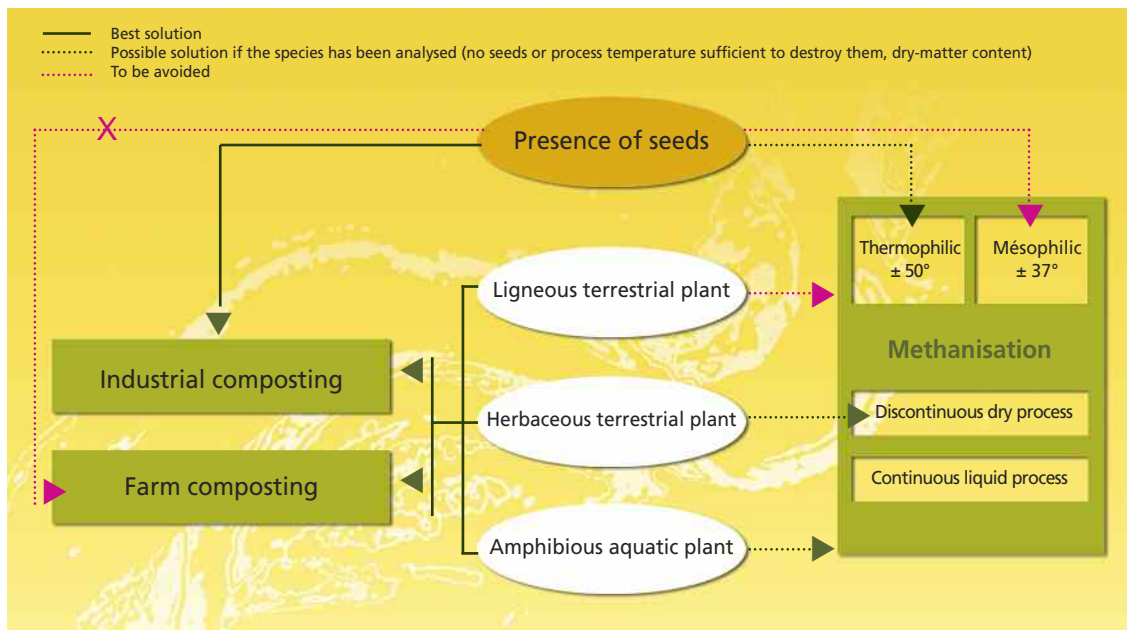 Best solution
Possible solution if the species has been analysed (no seeds or process temperature sufficient to destroy them, dry-matter content)
To be avoided
X
Presence of seeds
Thermophilic
± 50°
Mésophilic
± 37°
Ligneous terrestrial plant
Methanisation
Industrial composting
Herbaceous terrestrial plant
Discontinuous dry process
Farm composting
Continuous liquid process
Amphibious aquatic plant